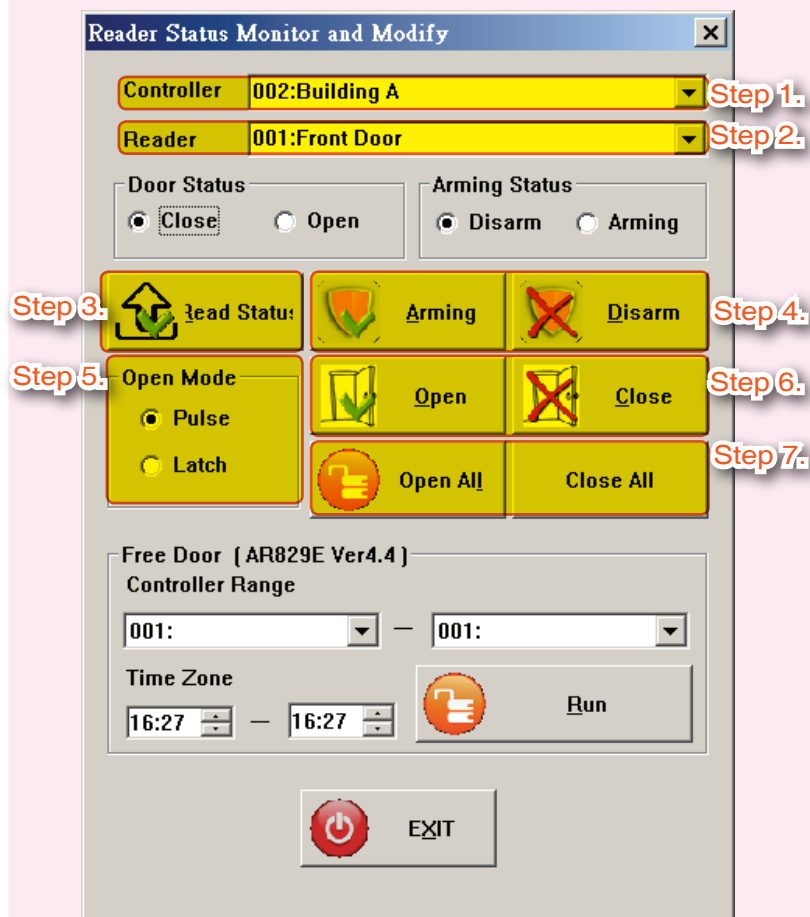 Reader Status Monitor and Modify
Controller 002:Building A Step 1.
Reader 001:Front Door Step 2.
Door Status Arming Status
Close Open Disarm Arming
Step 3. Read Status Arming Disarm Step 4.
Step 5. Open Mode
Pulse Open Close Step 6.
Latch Open All Close All Step 7.
Free Door ( AR829E Ver4.4 )
Controller Range
001: — 001:
Time Zone
16:27 — 16:27 Run
EXIT